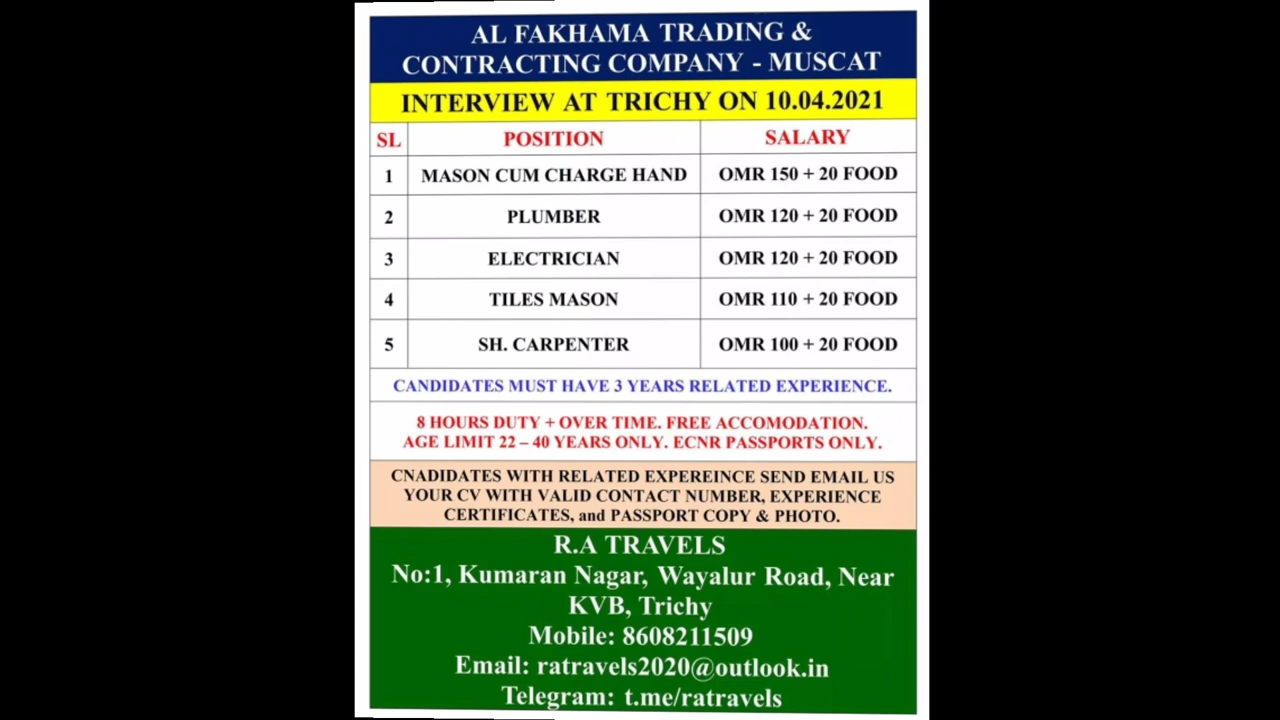 AL FAKHAMA TRADING &
CONTRACTING COMPANY - MUSCAT
INTERVIEW AT TRICHY ON 10.04.2021
SL POSITION SALARY
1 MASON CUM CHARGE HAND OMR 150 + 20 FOOD
2 PLUMBER OMR 120 + 20 FOOD
3 ELECTRICIAN OMR 120 + 20 FOOD
4 TILES MASON OMR 110 + 20 FOOD
5 SH. CARPENTER OMR 100 + 20 FOOD
CANDIDATES MUST HAVE 3 YEARS RELATED EXPERIENCE.
8 HOURS DUTY + OVER TIME. FREE ACCOMODATION.
AGE LIMIT 22 – 40 YEARS ONLY. ECNR PASSPORTS ONLY.
CNADIDATES WITH RELATED EXPEREINCE SEND EMAIL US
YOUR CV WITH VALID CONTACT NUMBER, EXPERIENCE
CERTIFICATES, and PASSPORT COPY & PHOTO.
R.A TRAVELS
No:1, Kumaran Nagar, Wayalur Road, Near
KVB, Trichy
Mobile: 8608211509
Email: ratravels2020@outlook.in
Telegram: t.me/ratravels